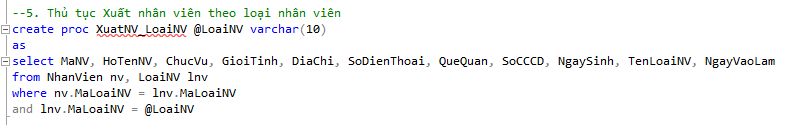 --5. Thủ tục Xuất nhân viên theo loại nhân viên
create proc XuatNV_LoaiNV @LoaiNV varchar(10)
as
select MaNV, HoTenNV, ChucVu, GioiTinh, DiaChi, SoDienThoai, QueQuan, SoCCCD, NgaySinh, TenLoaiNV, NgayVaoLam
from NhanVien nv, LoaiNV lnv
where nv.MaLoaiNV = lnv.MaLoaiNV
and lnv.MaLoaiNV = @LoaiNV